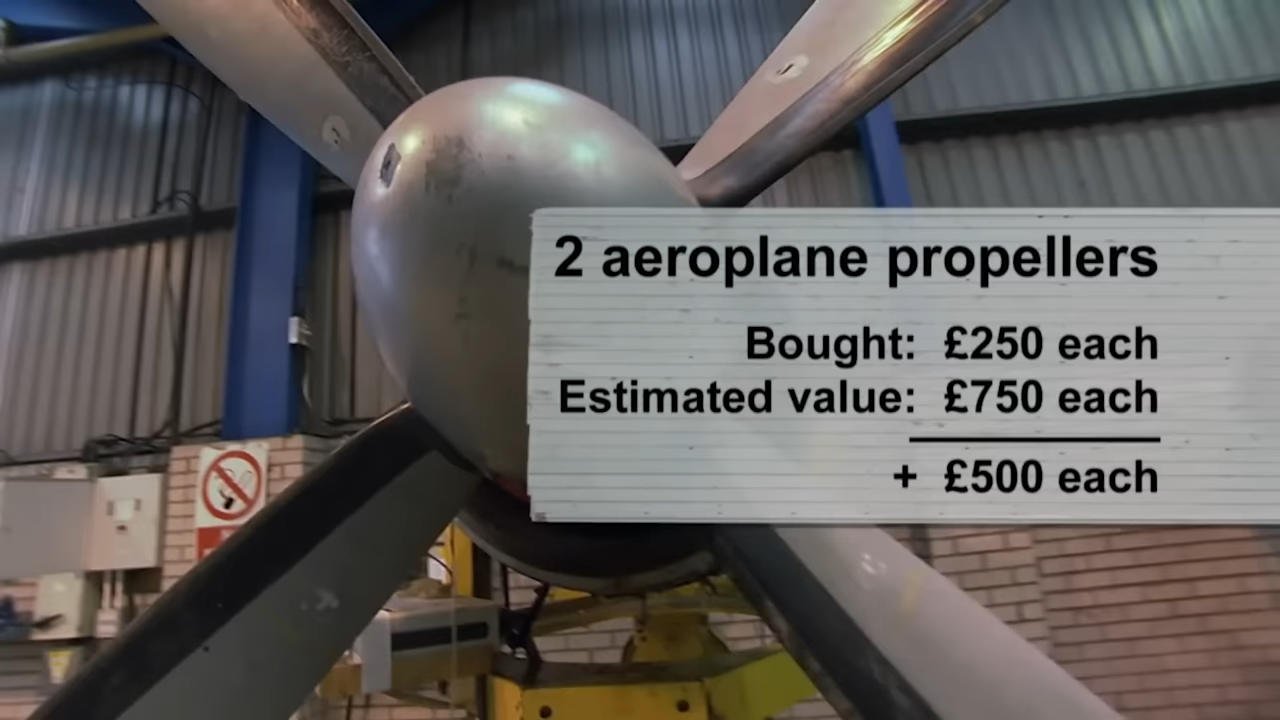 2 aeroplane propellers
Bought: £250 each
Estimated value: £750 each
+ £500 each